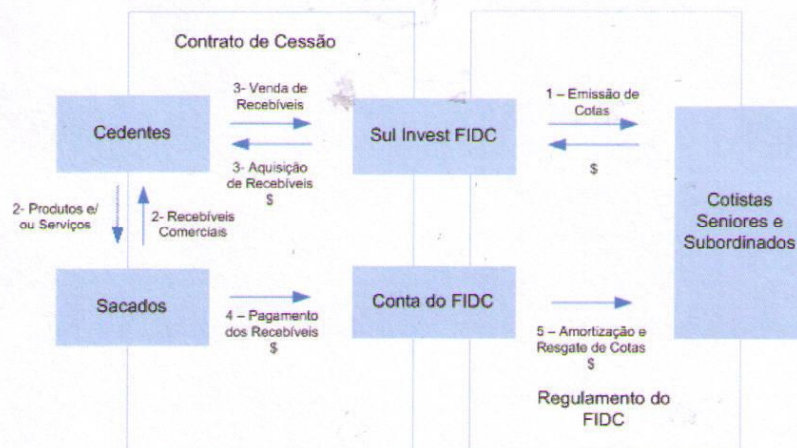 Contrato de Cessão
3- Venda de
Recebíveis
1 – Emissão de
Cotas
Cedentes
Sul Invest FIDC
3- Aquisição
de Recebíveis
$
$
Cotistas
Seniores e
Subordinados
2- Produtos e/
ou Serviços
2- Recebíveis
Comerciais
Sacados
Conta do FIDC
4 – Pagamento
dos Recebíveis
$
5 – Amortização e
Resgate de Cotas
$
Regulamento do
FIDC